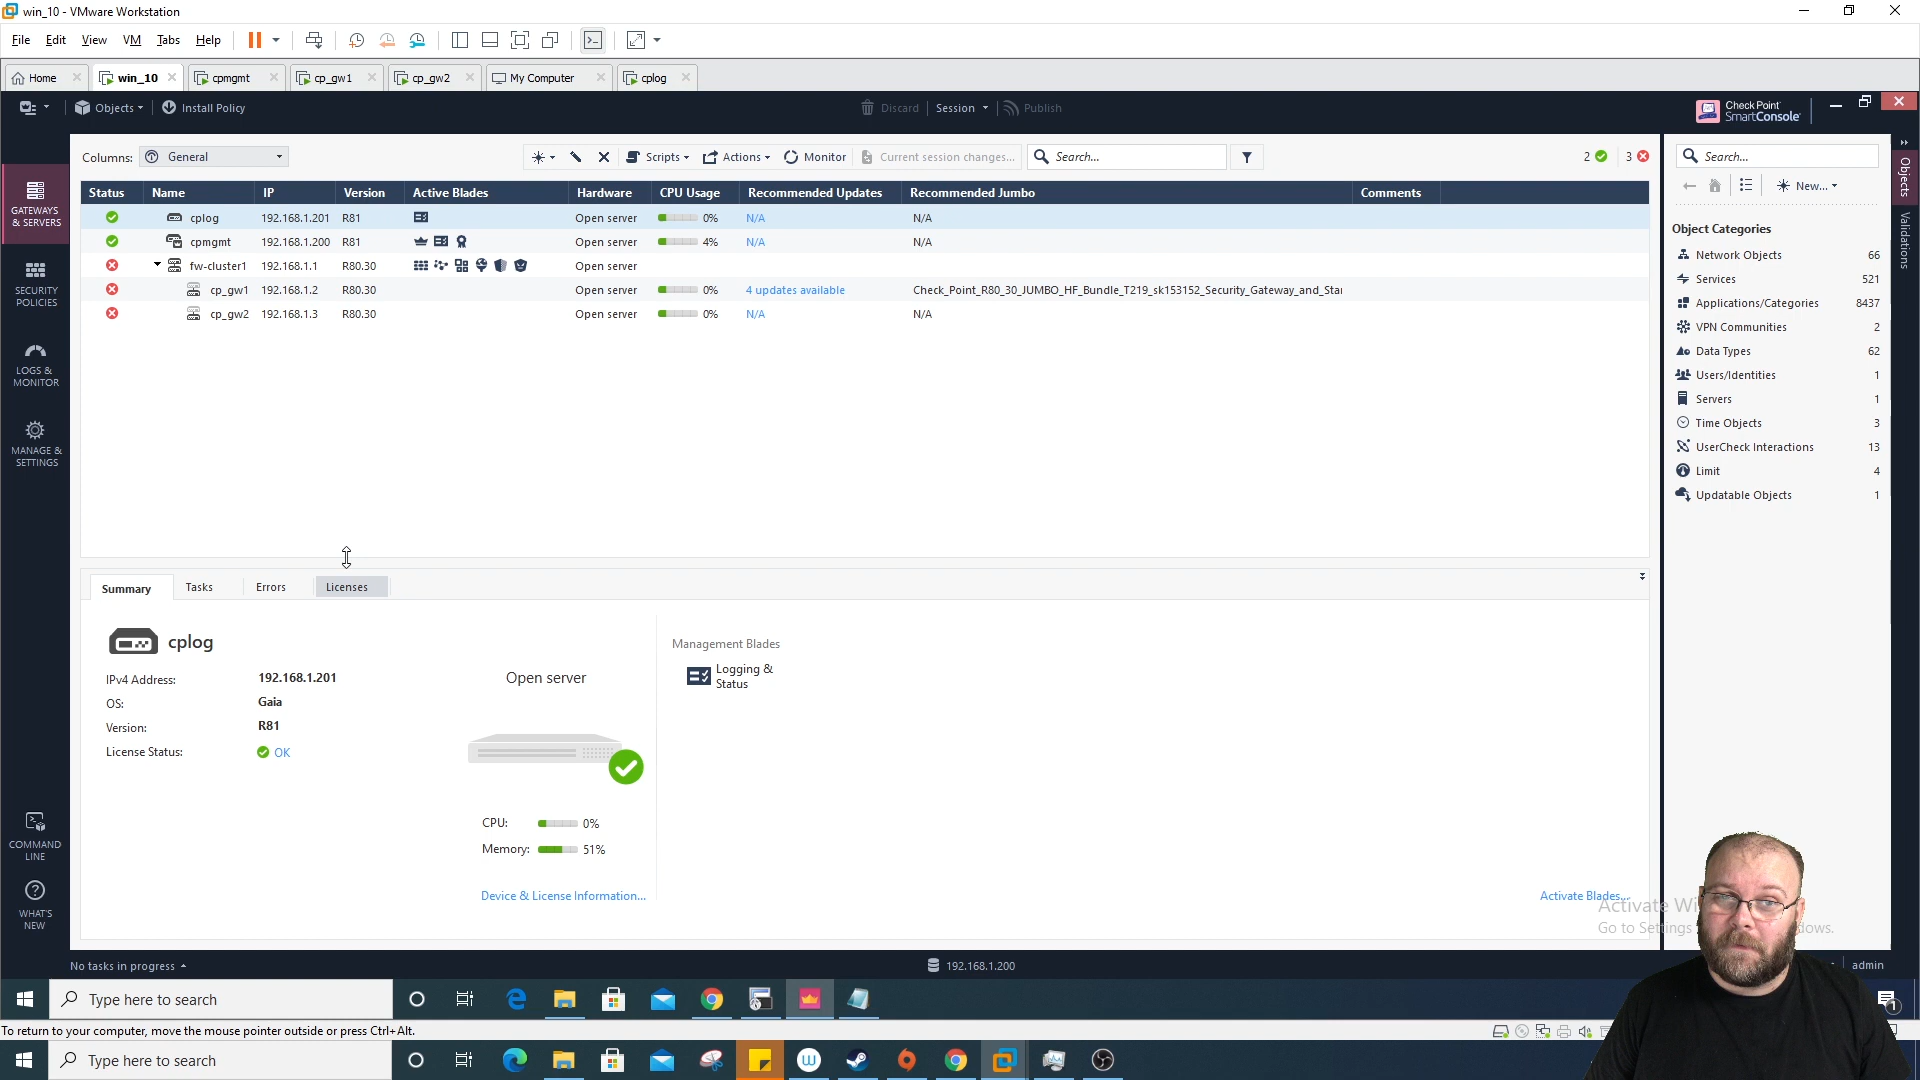 win_10 - VMware Workstation
File Edit View VM Tabs Help
Home win_10 cpmgmt cp_gw1 cp_gw2 My Computer cplog
Objects Install Policy Discard Session Publish Check Point SmartConsole
Columns: General Scripts Actions Monitor Current session changes... Search... 2 3 Search...
New...
Status Name IP Version Active Blades Hardware CPU Usage Recommended Updates Recommended Jumbo Comments
cplog 192.168.1.201 R81 Open server 0% N/A N/A
cpmgmt 192.168.1.200 R81 Open server 4% N/A N/A
fw-cluster1 192.168.1.1 R80.30 Open server
cp_gw1 192.168.1.2 R80.30 Open server 0% 4 updates available Check_Point_R80_30_JUMBO_HF_Bundle_T219_sk153152_Security_Gateway_and_Sta
cp_gw2 192.168.1.3 R80.30 Open server 0% N/A N/A
GATEWAYS & SERVERS
SECURITY POLICIES
LOGS & MONITOR
MANAGE & SETTINGS
COMMAND LINE
WHAT'S NEW
Object Categories
Network Objects 66
Services 521
Applications/Categories 8437
VPN Communities 2
Data Types 62
Users/Identities 1
Servers 1
Time Objects 3
UserCheck Interactions 13
Limit 4
Updatable Objects 1
Objects
Validations
Summary Tasks Errors Licenses
cplog
IPv4 Address: 192.168.1.201
OS: Gaia
Version: R81
License Status: OK
Open server
CPU: 0%
Memory: 51%
Device & License Information...
Management Blades
Logging & Status
Activate Blades...
Activate Wi
Go to Settings dows.
No tasks in progress 192.168.1.200 admin
Type here to search
1
To return to your computer, move the mouse pointer outside or press Ctrl+Alt.
Type here to search